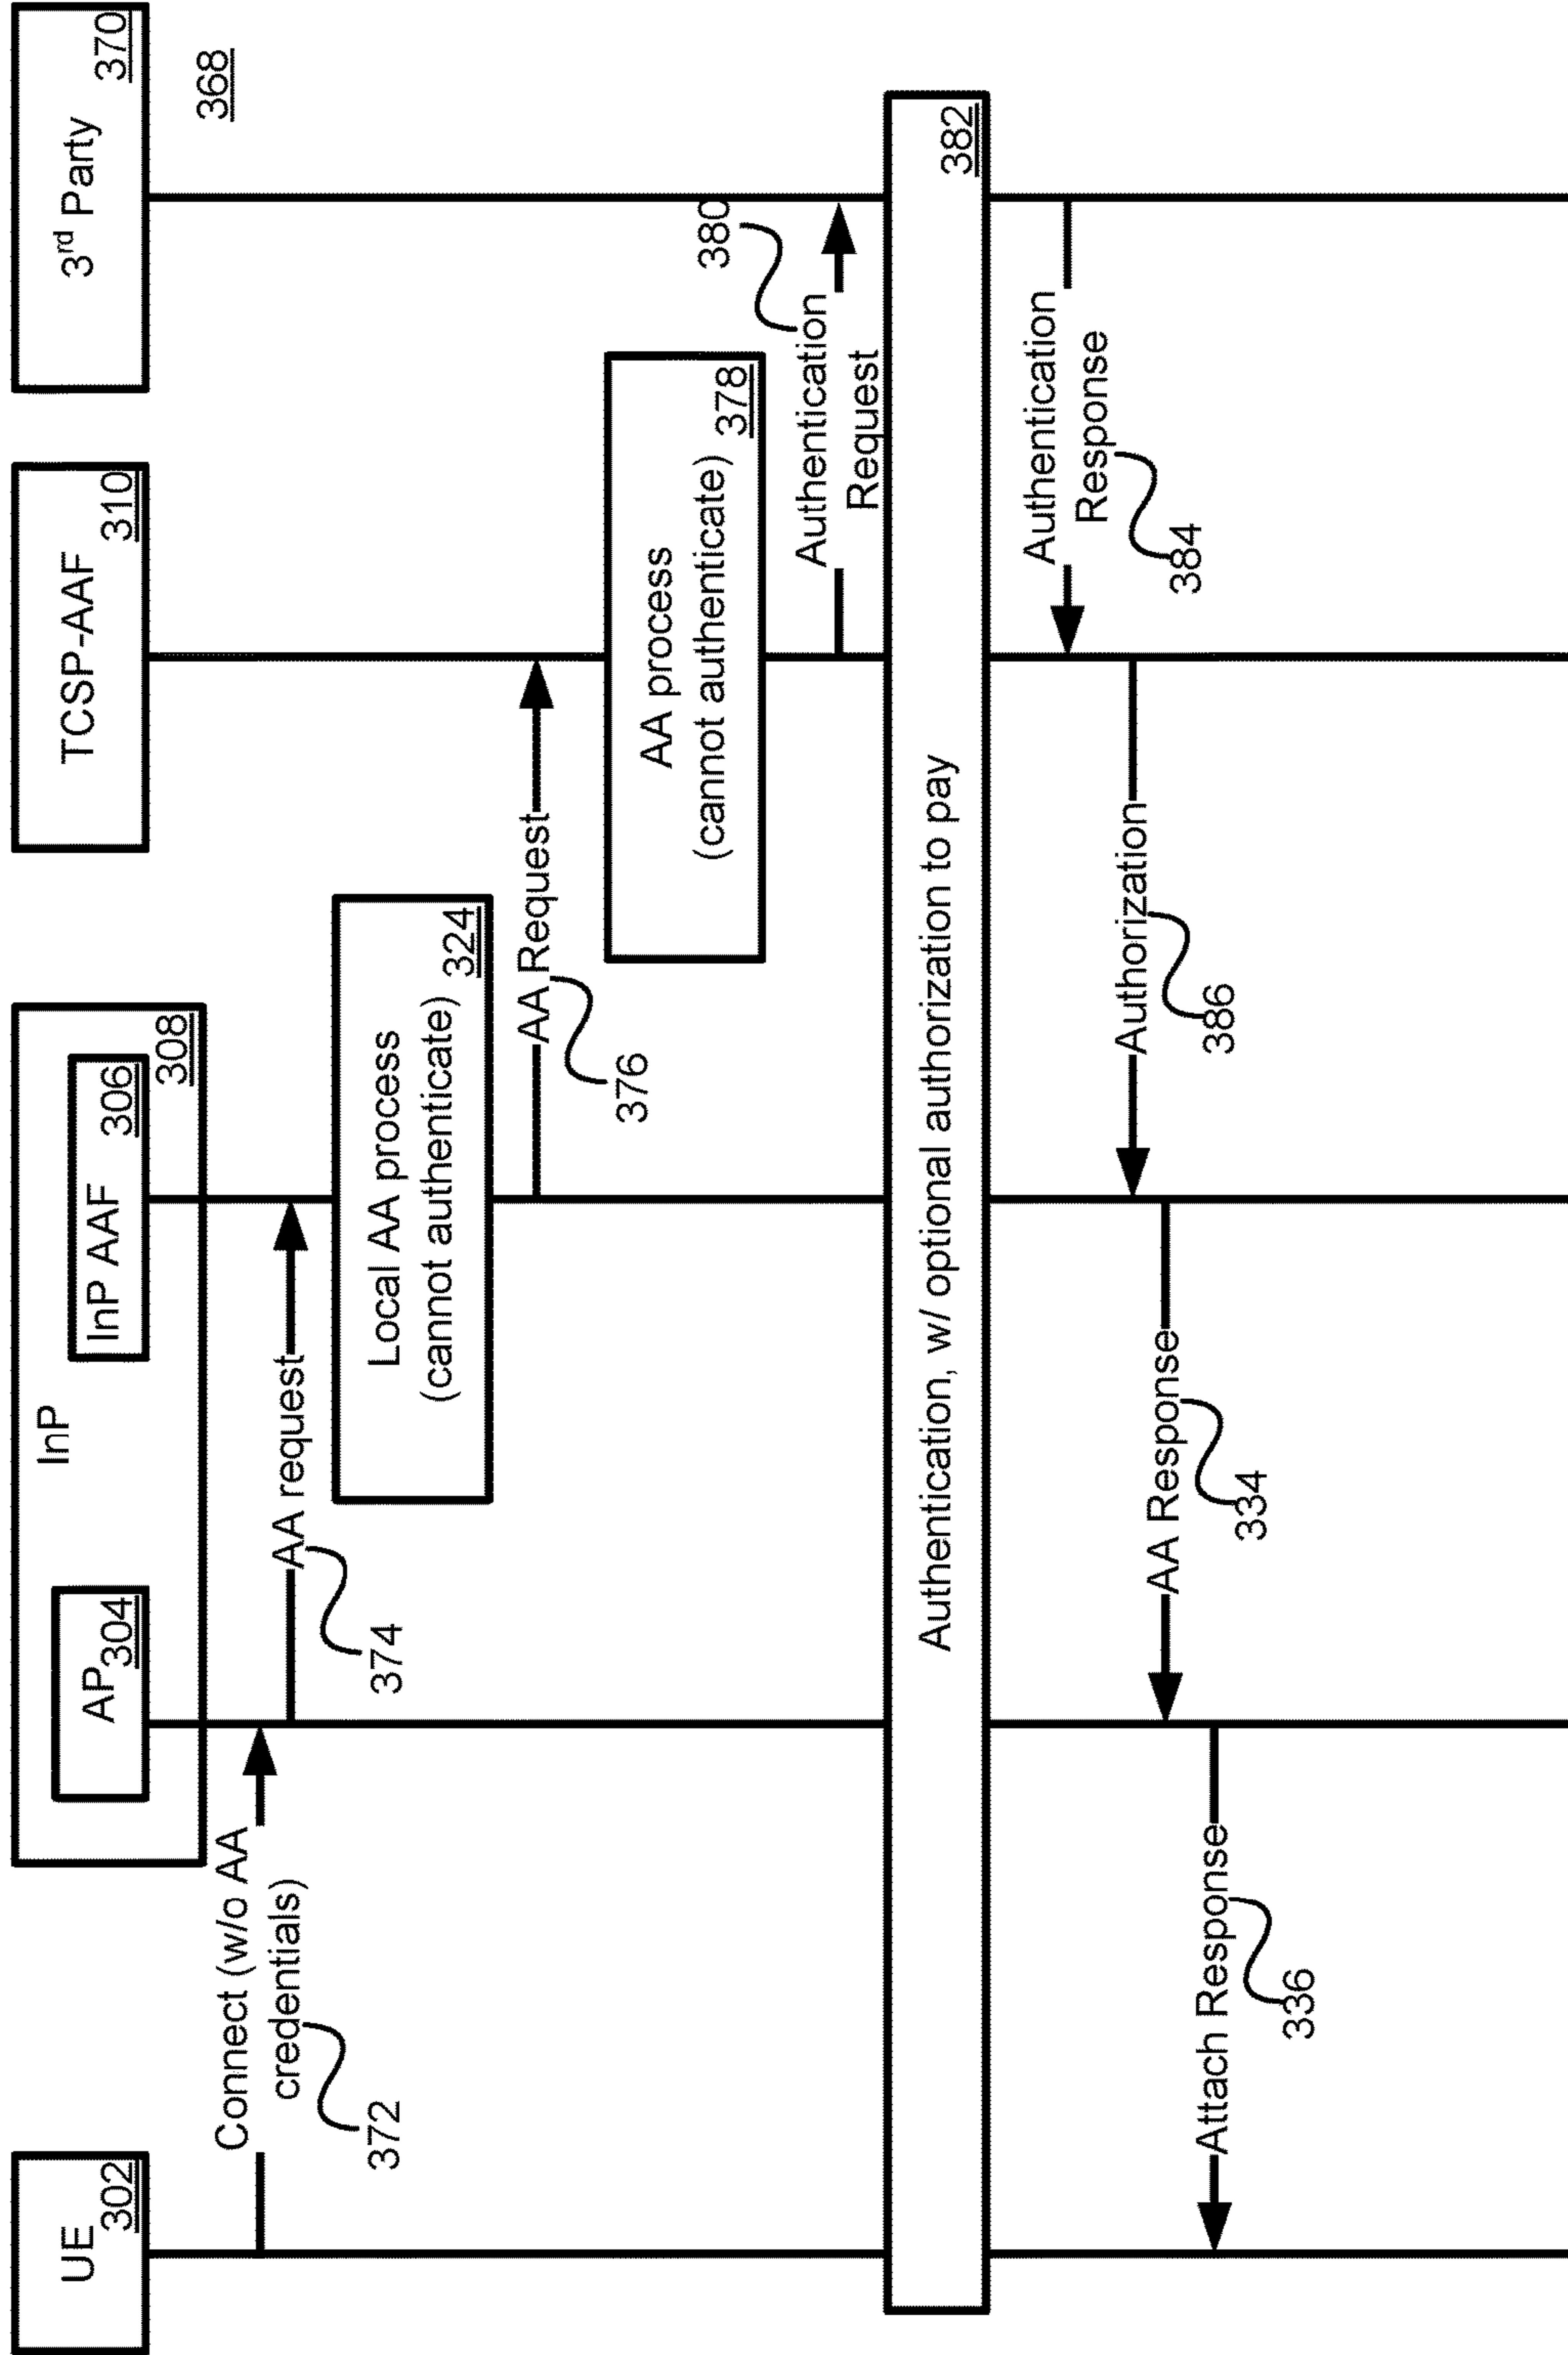 UE
302
InP
AP
304
InP AAF
306
308
TCSP-AAF
310
3rd Party
370
368
Connect (w/o AA
credentials)
372
AA request
374
Local AA process
(cannot authenticate)
324
AA Request
376
AA process
(cannot authenticate)
378
Authentication
Request
380
Authentication, w/ optional authorization to pay
382
Authentication
Response
384
Authorization
386
AA Response
334
Attach Response
336